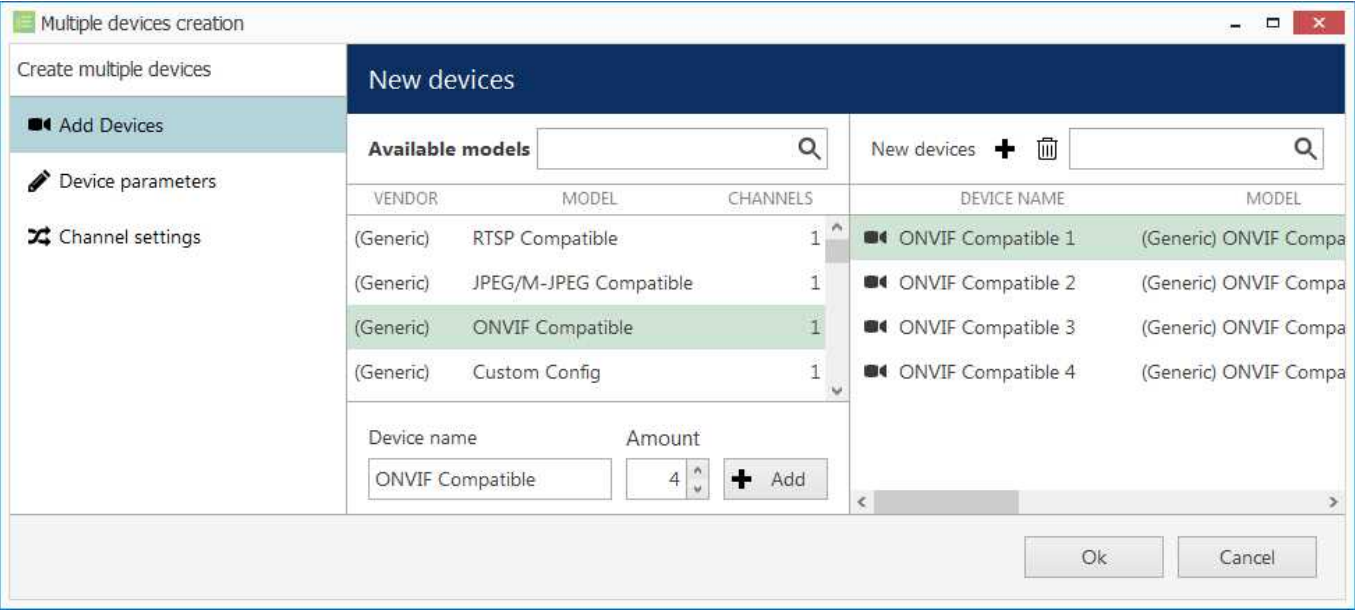 Multiple devices creation
Create multiple devices
New devices
Add Devices
Device parameters
Channel settings
Available models
New devices
VENDOR MODEL CHANNELS
DEVICE NAME MODEL
(Generic) RTSP Compatible 1
(Generic) JPEG/M-JPEG Compatible 1
(Generic) ONVIF Compatible 1
(Generic) Custom Config 1
ONVIF Compatible 1 (Generic) ONVIF Compa
ONVIF Compatible 2 (Generic) ONVIF Compa
ONVIF Compatible 3 (Generic) ONVIF Compa
ONVIF Compatible 4 (Generic) ONVIF Compa
Device name Amount
ONVIF Compatible 4 Add
Ok Cancel